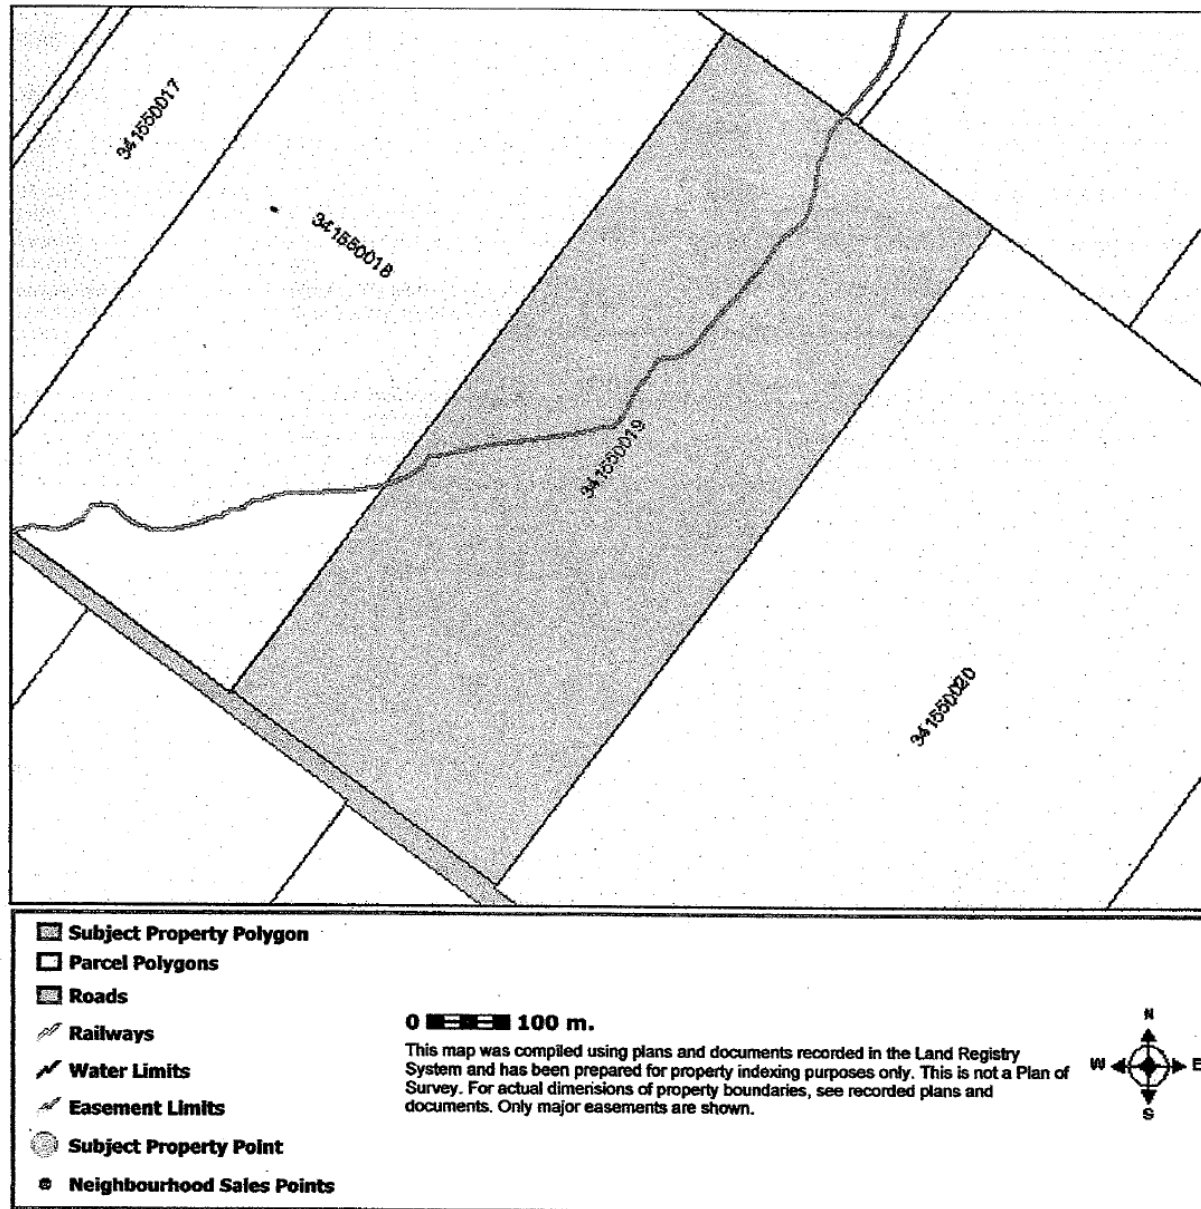 341550017
341550018
341550019
341550020
Subject Property Polygon
Parcel Polygons
Roads
Railways
Water Limits
Easement Limits
Subject Property Point
Neighbourhood Sales Points
0 100 m.
This map was compiled using plans and documents recorded in the Land Registry
System and has been prepared for property indexing purposes only. This is not a Plan of
Survey. For actual dimensions of property boundaries, see recorded plans and
documents. Only major easements are shown.
N
W E
S